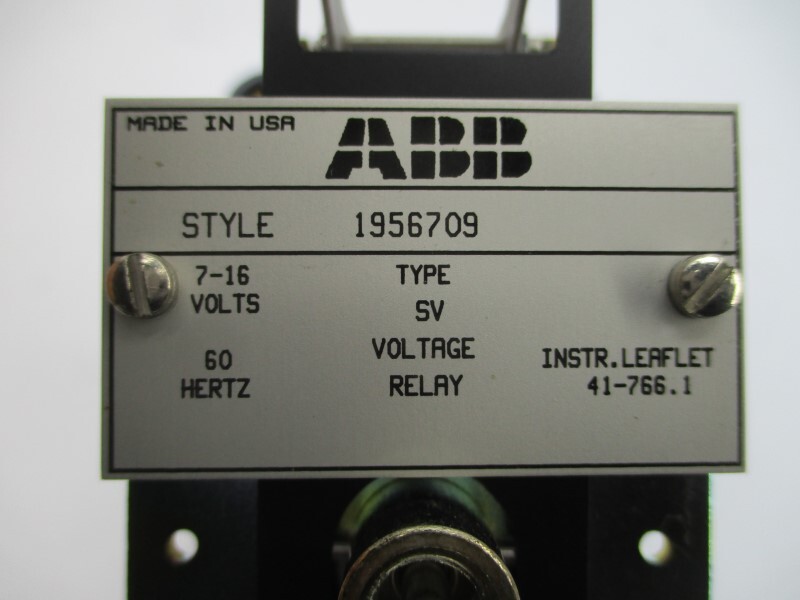 MADE IN USA
ABB
STYLE 1956709
7-16
VOLTS
60
HERTZ
TYPE
SV
VOLTAGE
RELAY
INSTR.LEAFLET
41-766.1